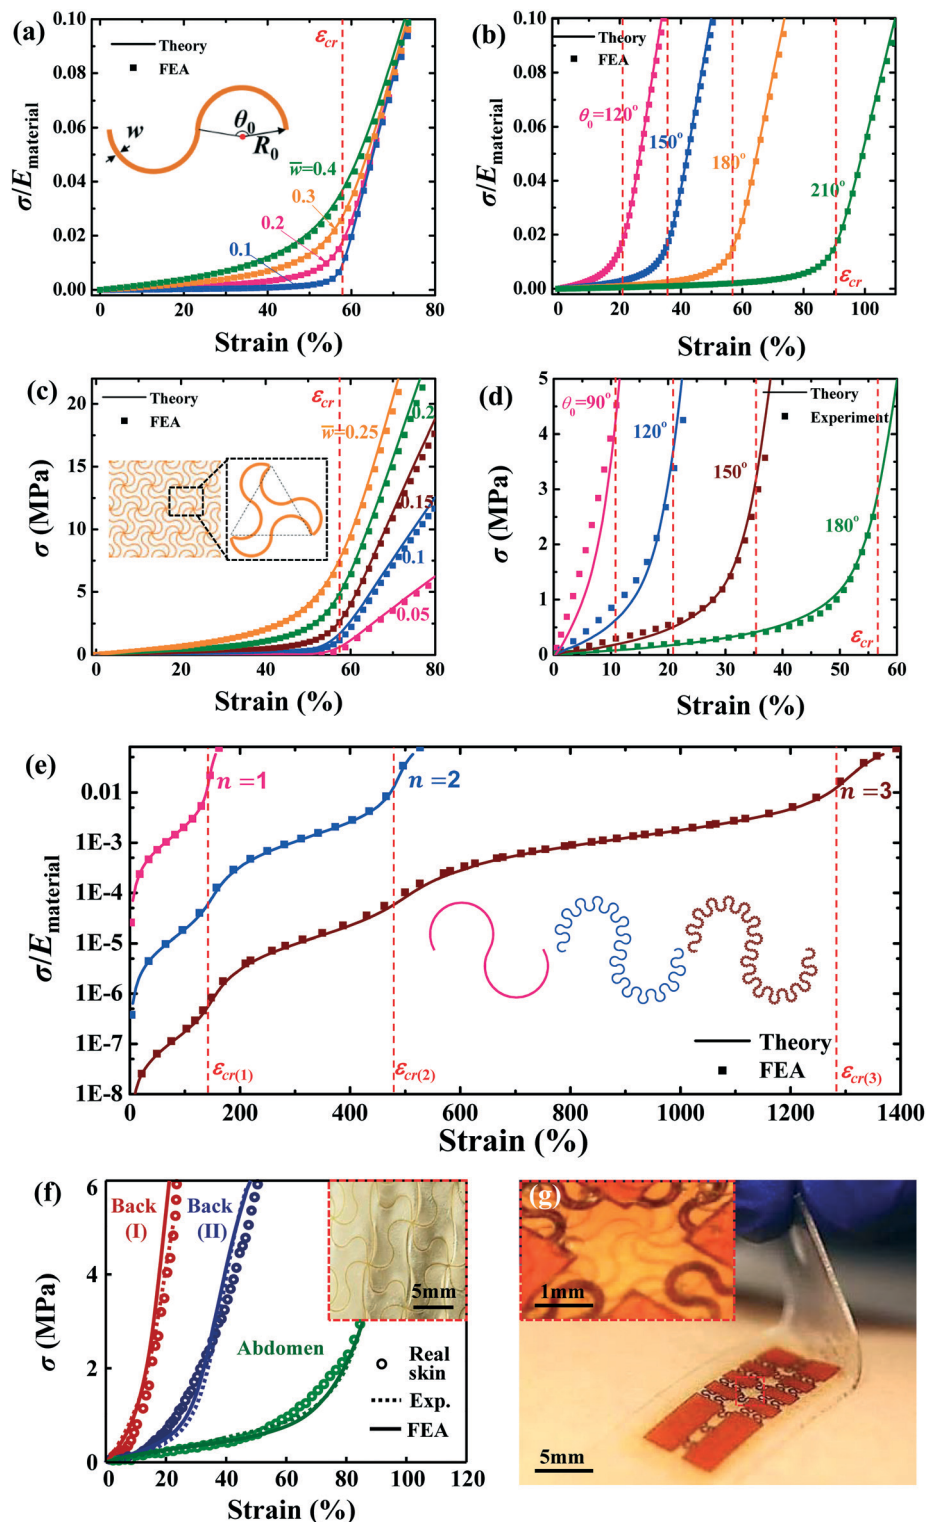 (a)
0.10
0.08
0.06
0.04
0.02
0.00
σ/E_material
Theory
FEA
ε_cr
w
θ₀
R₀
w̅=0.4
0.3
0.2
0.1
0 20 40 60 80
Strain (%)
(b)
0.10
0.08
0.06
0.04
0.02
0.00
σ/E_material
Theory
FEA
θ₀=120°
150°
180°
210°
ε_cr
0 20 40 60 80 100
Strain (%)
(c)
20
15
10
5
0
σ (MPa)
Theory
FEA
ε_cr
w̅=0.25
0.2
0.15
0.1
0.05
0 20 40 60 80
Strain (%)
(d)
5
4
3
2
1
0
σ (MPa)
θ₀=90°
Theory
Experiment
120°
150°
180°
ε_cr
0 10 20 30 40 50 60
Strain (%)
(e)
0.01
1E-3
1E-4
1E-5
1E-6
1E-7
1E-8
σ/E_material
n =1
n =2
n =3
Theory
FEA
ε_cr(1)
ε_cr(2)
ε_cr(3)
0 200 400 600 800 1000 1200 1400
Strain (%)
(f)
6
4
2
0
σ (MPa)
Back
(I)
Back
(II)
Abdomen
5mm
Real
skin
Exp.
FEA
0 20 40 60 80 100 120
Strain (%)
(g)
1mm
5mm